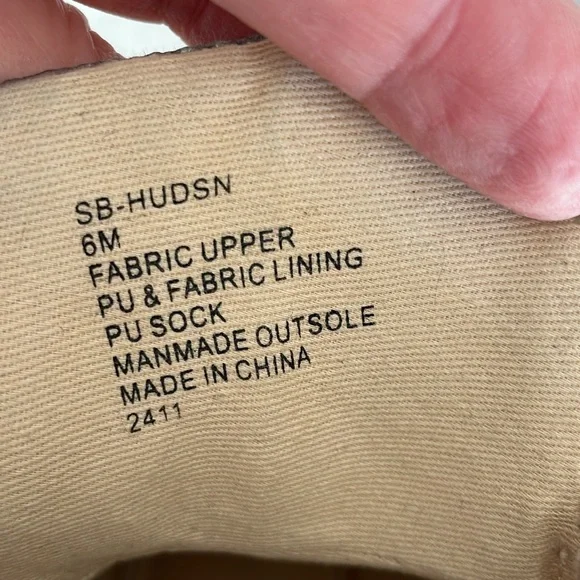 SB-HUDSN
6M
FABRIC UPPER
PU & FABRIC LINING
PU SOCK
MANMADE OUTSOLE
MADE IN CHINA
2411